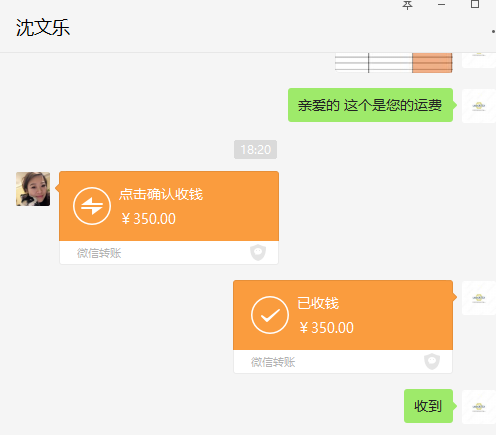 沈文乐
亲爱的 这个是您的运费
18:20
点击确认收钱
￥350.00
微信转账
已收钱
￥350.00
微信转账
收到